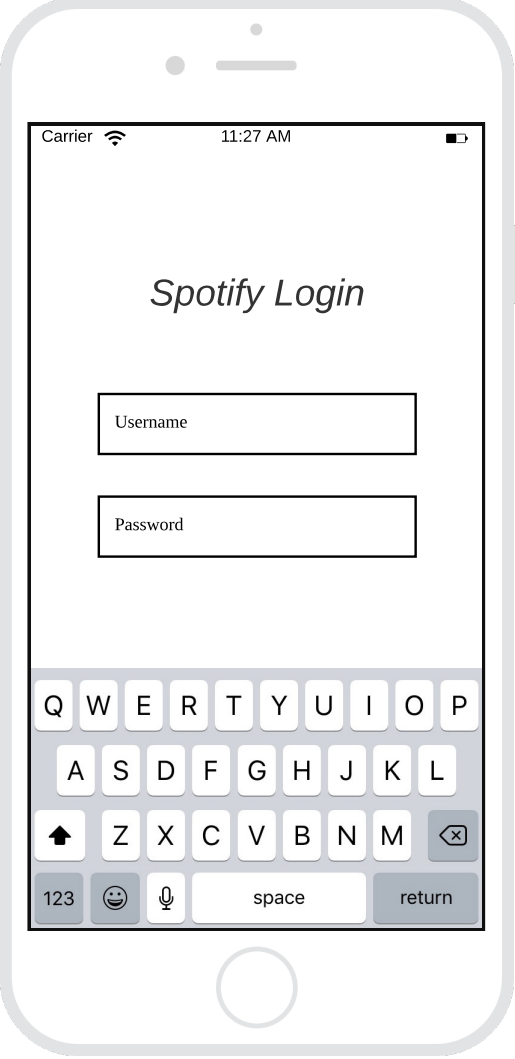 Carrier 11:27 AM
Spotify Login
Username
Password
Q W E R T Y U I O P
A S D F G H J K L
Z X C V B N M
123 space return